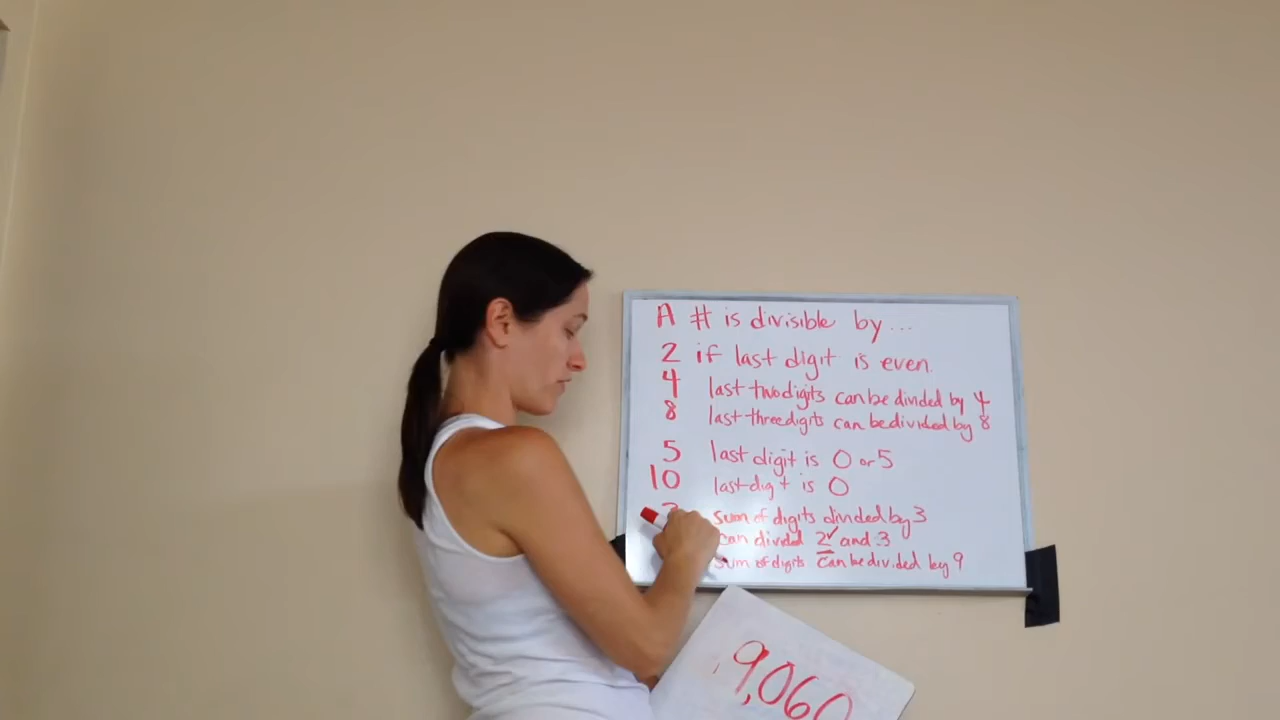 A # is divisible by...
2 if last digit is even.
4 last two digits can be divided by 4
8 last three digits can be divided by 8
5 last digit is 0 or 5
10 last digt is 0
3 sum of digits divided by 3
can divided 2✓ and 3
sum of digits can be divided by 9
9,060